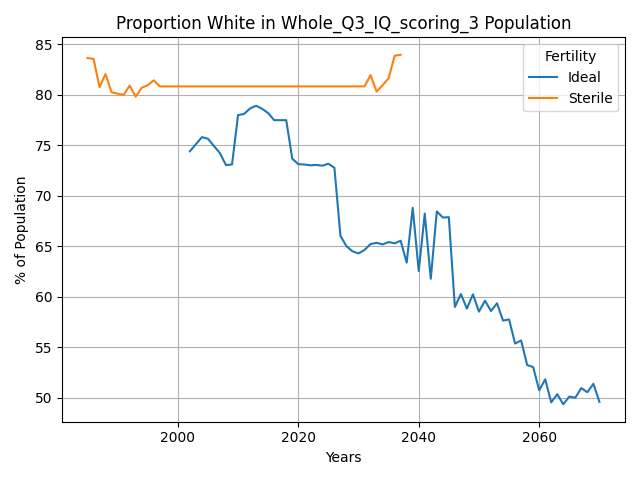 Proportion White in Whole_Q3_IQ_scoring_3 Population
% of Population
85
80
75
70
65
60
55
50
Fertility
Ideal
Sterile
2000
2020
2040
2060
Years